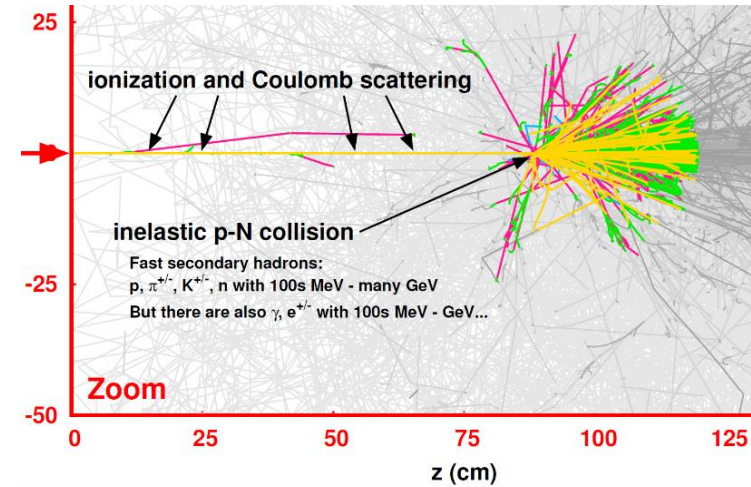 25
ionization and Coulomb scattering
inelastic p-N collision
Fast secondary hadrons:
p, π+/-, K+/-, n with 100s MeV - many GeV
But there are also γ, e+/- with 100s MeV - GeV...
-25
Zoom
-50
0 25 50 75 100 125
z (cm)